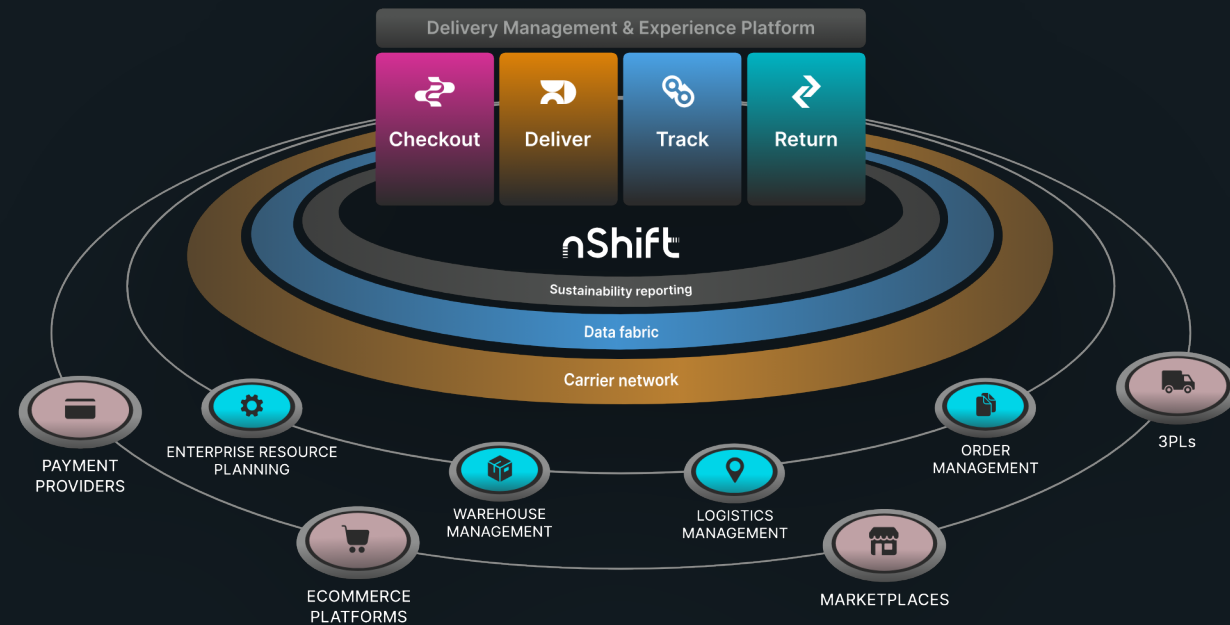 Delivery Management & Experience Platform
Checkout
Deliver
Track
Return
nShift
Sustainability reporting
Data fabric
Carrier network
PAYMENT
PROVIDERS
ENTERPRISE RESOURCE
PLANNING
WAREHOUSE
MANAGEMENT
LOGISTICS
MANAGEMENT
ORDER
MANAGEMENT
3PLs
ECOMMERCE
PLATFORMS
MARKETPLACES